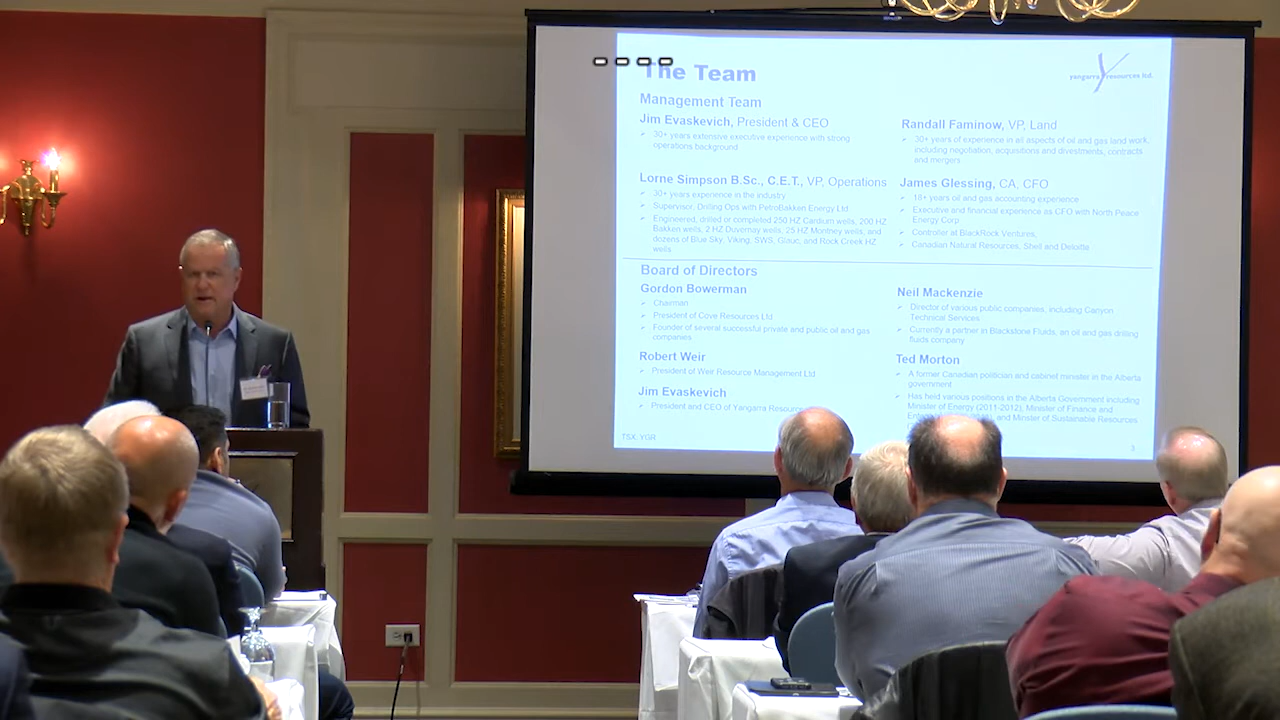 The Team
yangarra resources ltd.
Management Team
Jim Evaskevich, President & CEO
30+ years extensive executive experience with strong
operations background
Randall Faminow, VP, Land
30+ years of experience in all aspects of oil and gas land work,
including negotiation, acquisitions and divestments, contracts
and mergers
Lorne Simpson B.Sc., C.E.T., VP, Operations
30+ years experience in the industry
Supervisor, Drilling Ops with PetroBakken Energy Ltd
Engineered, drilled or completed 250 HZ Cardium wells, 200 HZ
Bakken wells, 2 HZ Duvernay wells, 25 HZ Montney wells, and
dozens of Blue Sky, Viking, SWS, Glauc, and Rock Creek HZ
wells
James Glessing, CA, CFO
18+ years oil and gas accounting experience
Executive and financial experience as CFO with North Peace
Energy Corp
Controller at BlackRock Ventures,
Canadian Natural Resources, Shell and Deloitte
Board of Directors
Gordon Bowerman
Chairman
President of Cove Resources Ltd
Founder of several successful private and public oil and gas
companies
Neil Mackenzie
Director of various public companies, including Canyon
Technical Services
Currently a partner in Blackstone Fluids, an oil and gas drilling
fluids company
Robert Weir
President of Weir Resource Management Ltd
Jim Evaskevich
President and CEO of Yangarra
Ted Morton
A former Canadian politician and cabinet minister in the Alberta
government
Has held various positions in the Alberta Government including
Minister of Energy (2011-2012), Minister of Finance and
and Minster of Sustainable Resources
TSX: YGR
3